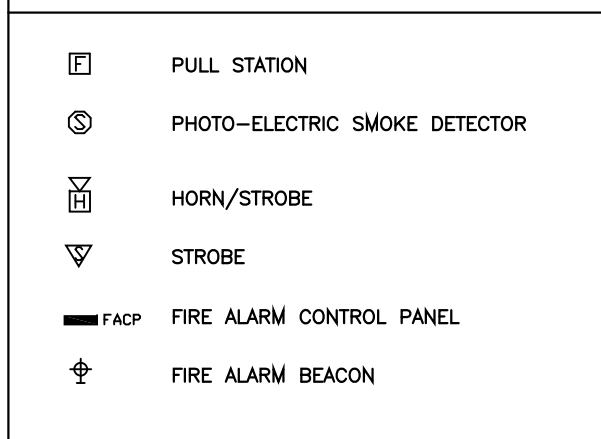 F PULL STATION
S PHOTO-ELECTRIC SMOKE DETECTOR
H HORN/STROBE
S STROBE
FACP FIRE ALARM CONTROL PANEL
FIRE ALARM BEACON